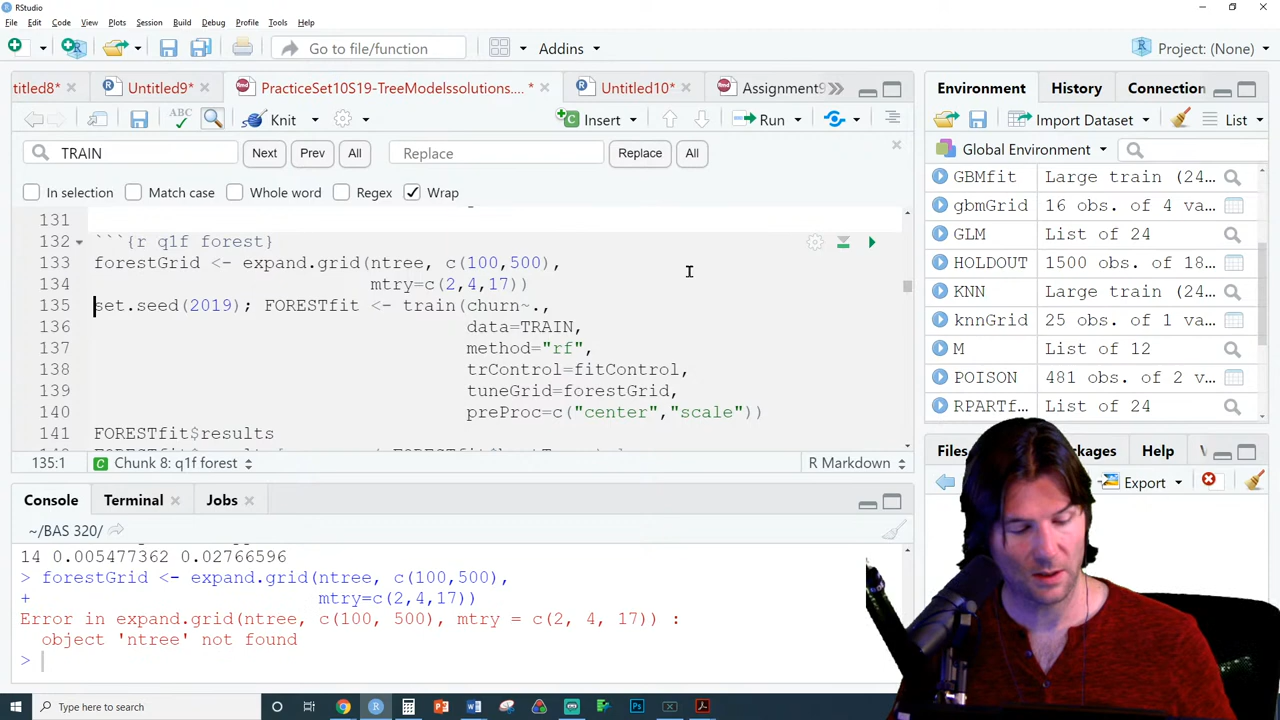 RStudio
File Edit Code View Plots Session Build Debug Profile Tools Help
Go to file/function Addins Project: (None)
titled8* Untitled9* PracticeSet10S19-TreeModelssolutions.... * Untitled10* Assignment9 Environment History Connection
ABC Knit Insert Run Import Dataset List
TRAIN Next Prev All Replace Replace All Global Environment
In selection Match case Whole word Regex Wrap
GBMfit Large train (24...
gbmGrid 16 obs. of 4 va...
GLM List of 24
HOLDOUT 1500 obs. of 18...
KNN Large train (24...
knnGrid 25 obs. of 1 va...
M List of 12
POISON 481 obs. of 2 v...
RPARTf... List of 24
131
132 ```{r q1f forest}
133 forestGrid <- expand.grid(ntree, c(100,500),
134 mtry=c(2,4,17))
135 set.seed(2019); FORESTfit <- train(churn~.,
136 data=TRAIN,
137 method="rf",
138 trControl=fitControl,
139 tuneGrid=forestGrid,
140 preProc=c("center","scale"))
141 FORESTfit$results
135:1 Chunk 8: q1f forest R Markdown
Files ackages Help
Export
Console Terminal Jobs
~/BAS 320/
14 0.005477362 0.02766596
> forestGrid <- expand.grid(ntree, c(100,500),
+ mtry=c(2,4,17))
Error in expand.grid(ntree, c(100, 500), mtry = c(2, 4, 17)) :
object 'ntree' not found
>
Type here to search